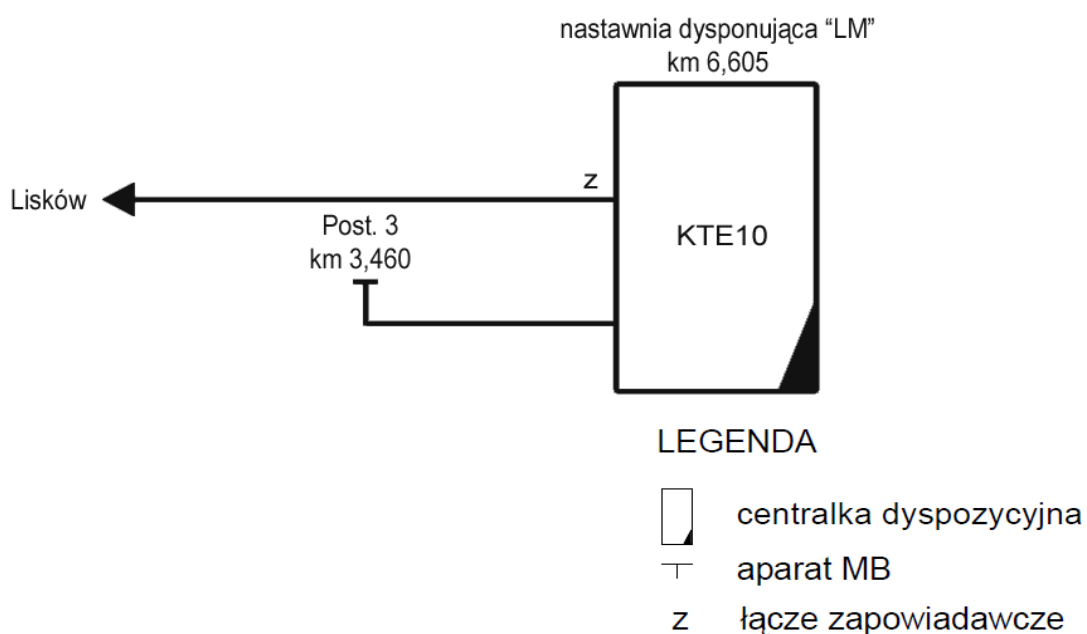 nastawnia dysponująca “LM”
km 6,605
z
Lisków
Post. 3
km 3,460
KTE10
LEGENDA
centralka dyspozycyjna
aparat MB
z łącze zapowiadawcze